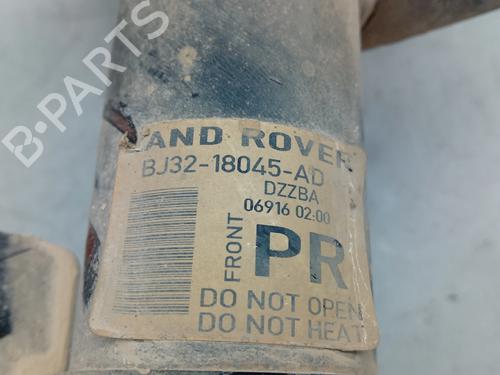 B-PARTS
AND ROVER
BJ32-18045-AD
DZZBA
06916 02:00
FRONT
PR
DO NOT OPEN
DO NOT HEAT